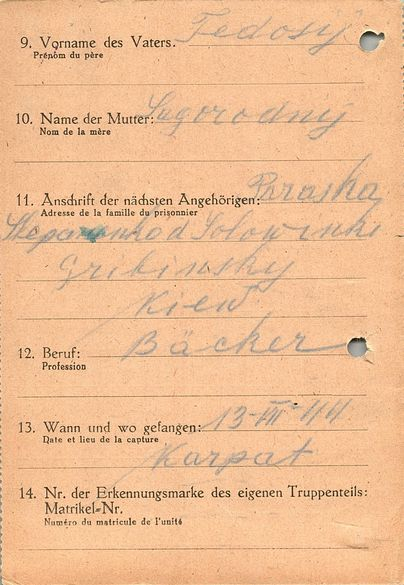 9. Vorname des Vaters. Fedosij
Prénom du père
10. Name der Mutter: Sagorodnij
Nom de la mère
11. Anschrift der nächsten Angehörigen: Paraska
Adresse de la famille du prisonnier
Solowinki
Gribinsky
Kiew
12. Beruf: Bäcker
Profession
13. Wann und wo gefangen: 13-VII-44
Date et lieu de la capture
Karpat
14. Nr. der Erkennungsmarke des eigenen Truppenteils:
Matrikel-Nr.
Numéro du matricule de l'unité